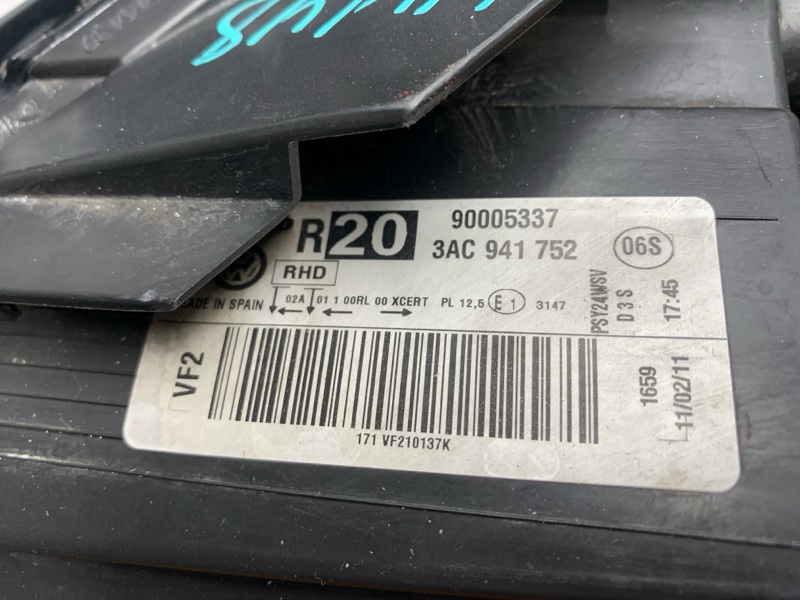 R20 90005337
3AC 941 752 06S
RHD
MADE IN SPAIN 02A 01 1 00RL 00 XCERT PL 12,5 E1 3147
PSY24WSV
D3S
17:45
VF2
171 VF210137K
1659
11/02/11